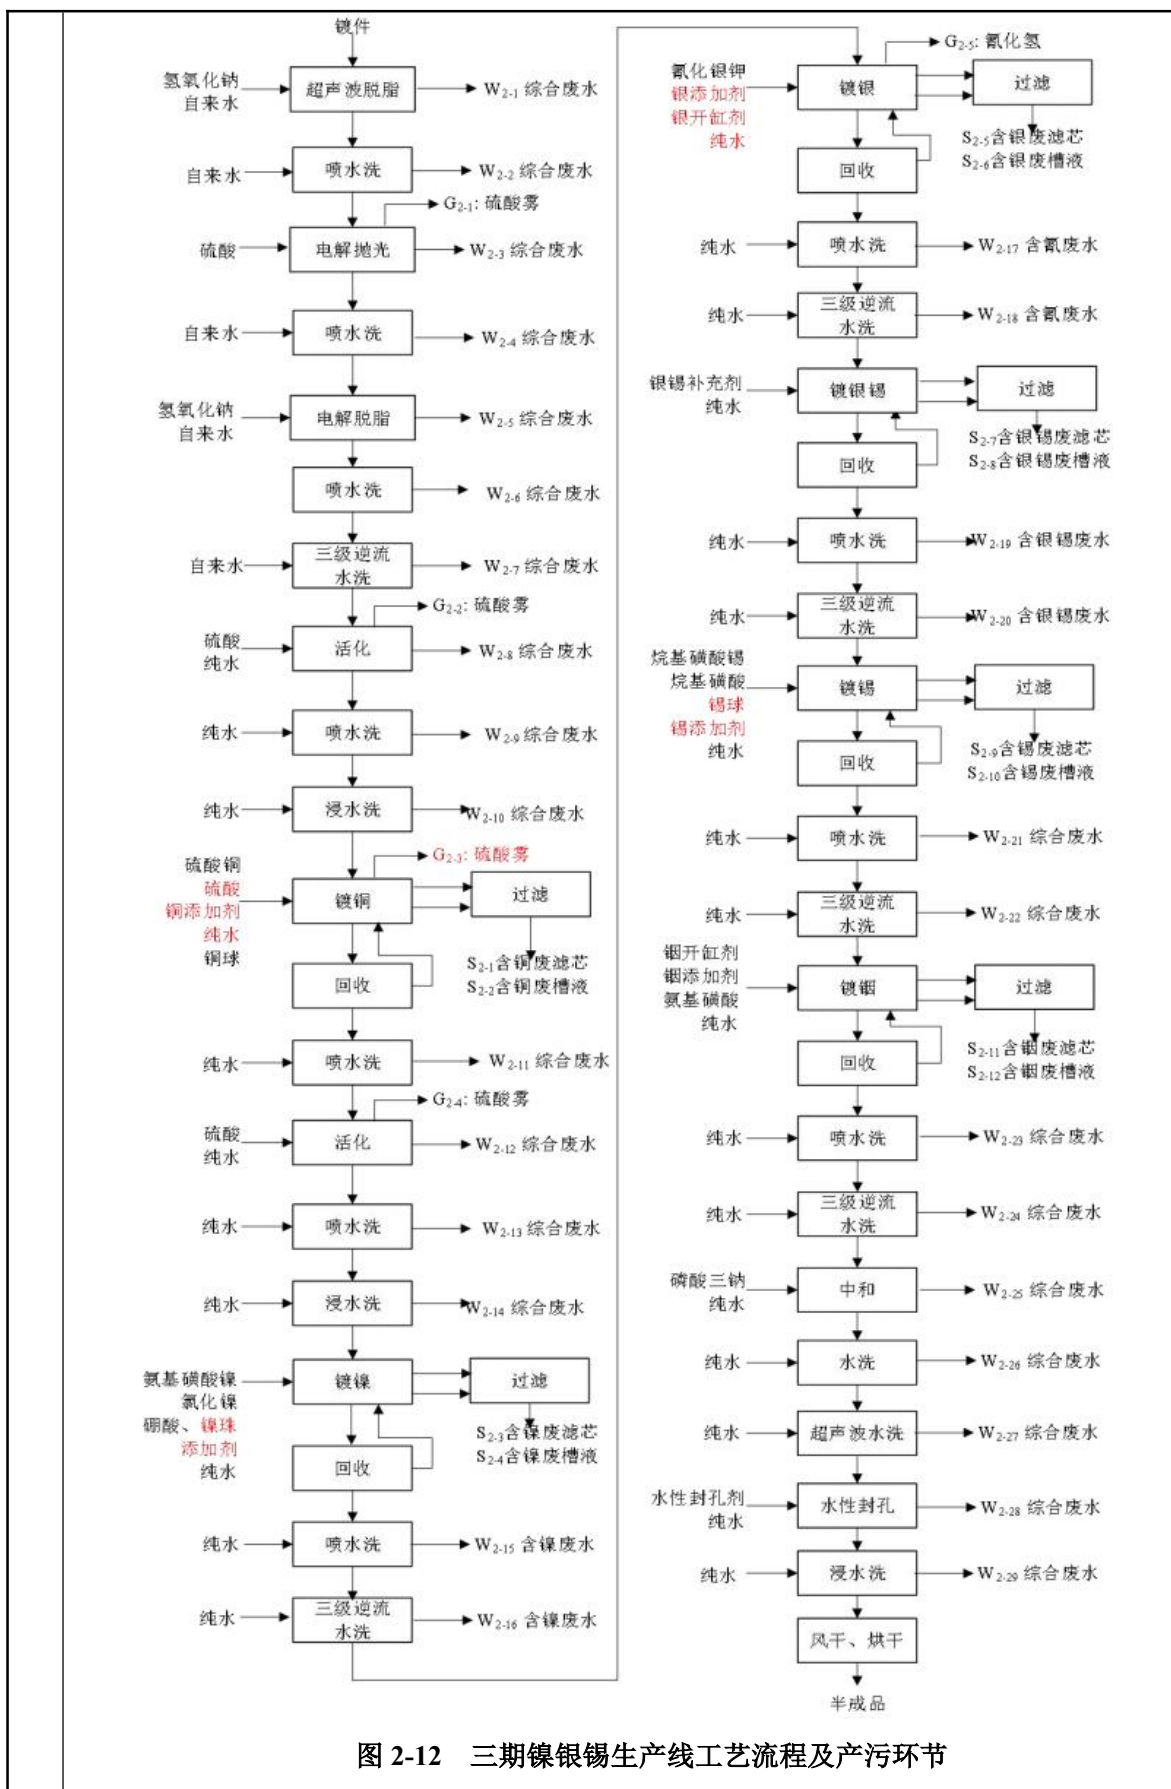 镀件
氢氧化钠
自来水
超声波脱脂
W2-1 综合废水
自来水
喷水洗
W2-2 综合废水
G2-1: 硫酸雾
硫酸
电解抛光
W2-3 综合废水
自来水
喷水洗
W2-4 综合废水
氢氧化钠
自来水
电解脱脂
W2-5 综合废水
喷水洗
W2-6 综合废水
自来水
三级逆流
水洗
W2-7 综合废水
G2-2: 硫酸雾
硫酸
纯水
活化
W2-8 综合废水
纯水
喷水洗
W2-9 综合废水
纯水
浸水洗
W2-10 综合废水
G2-3: 硫酸雾
硫酸铜
硫酸
铜添加剂
纯水
铜球
镀铜
过滤
S2-1含铜废滤芯
S2-2含铜废槽液
回收
纯水
喷水洗
W2-11 综合废水
G2-4: 硫酸雾
硫酸
纯水
活化
W2-12 综合废水
纯水
喷水洗
W2-13 综合废水
纯水
浸水洗
W2-14 综合废水
氨基磺酸镍
氯化镍
硼酸、镍珠
添加剂
纯水
镀镍
过滤
S2-3含镍废滤芯
S2-4含镍废槽液
回收
纯水
喷水洗
W2-15 含镍废水
纯水
三级逆流
水洗
W2-16 含镍废水
G2-5: 氰化氢
氰化银钾
银添加剂
银开缸剂
纯水
镀银
过滤
S2-5含银废滤芯
S2-6含银废槽液
回收
纯水
喷水洗
W2-17 含氰废水
纯水
三级逆流
水洗
W2-18 含氰废水
银锡补充剂
纯水
镀银锡
过滤
S2-7含银锡废滤芯
S2-8含银锡废槽液
回收
纯水
喷水洗
W2-19 含银锡废水
纯水
三级逆流
水洗
W2-20 含银锡废水
烷基磺酸锡
烷基磺酸
锡球
锡添加剂
纯水
镀锡
过滤
S2-9含锡废滤芯
S2-10含锡废槽液
回收
纯水
喷水洗
W2-21 综合废水
纯水
三级逆流
水洗
W2-22 综合废水
铟开缸剂
铟添加剂
氨基磺酸
纯水
镀铟
过滤
S2-11含铟废滤芯
S2-12含铟废槽液
回收
纯水
喷水洗
W2-23 综合废水
纯水
三级逆流
水洗
W2-24 综合废水
磷酸三钠
纯水
中和
W2-25 综合废水
纯水
水洗
W2-26 综合废水
纯水
超声波水洗
W2-27 综合废水
水性封孔剂
纯水
水性封孔
W2-28 综合废水
纯水
浸水洗
W2-29 综合废水
风干、烘干
半成品
图 2-12 三期镍银锡生产线工艺流程及产污环节